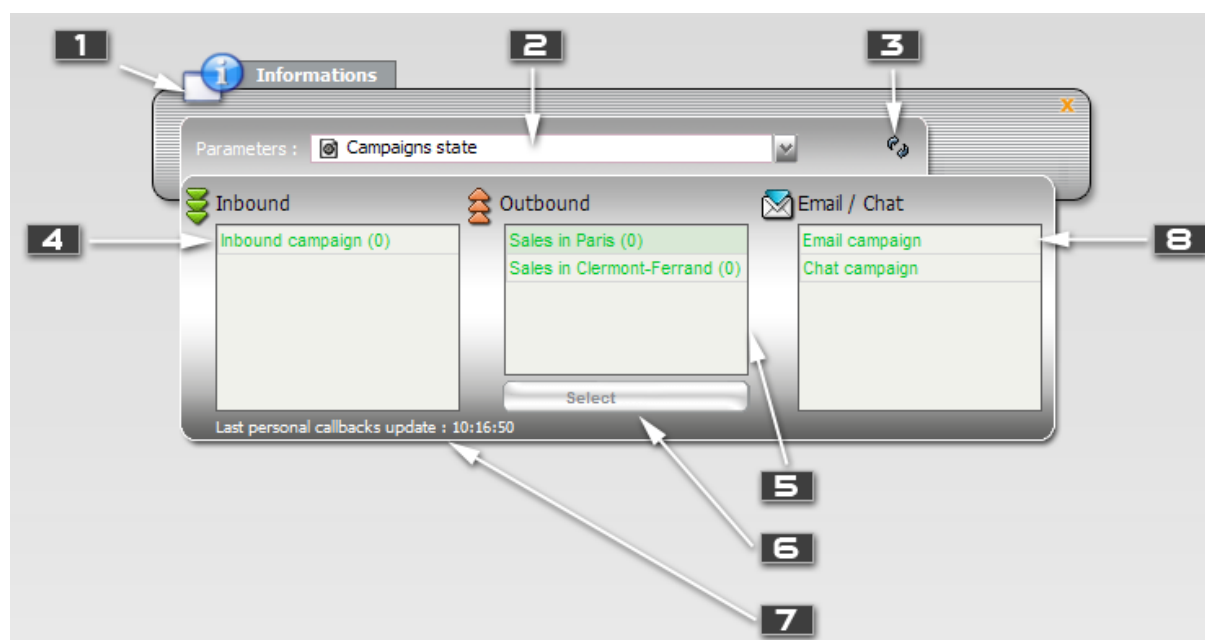 1
2
3
Informations
x
Parameters :
Campaigns state
Inbound
Outbound
Email / Chat
4
Inbound campaign (0)
Sales in Paris (0)
Email campaign
8
Sales in Clermont-Ferrand (0)
Chat campaign
Select
Last personal callbacks update : 10:16:50
5
6
7